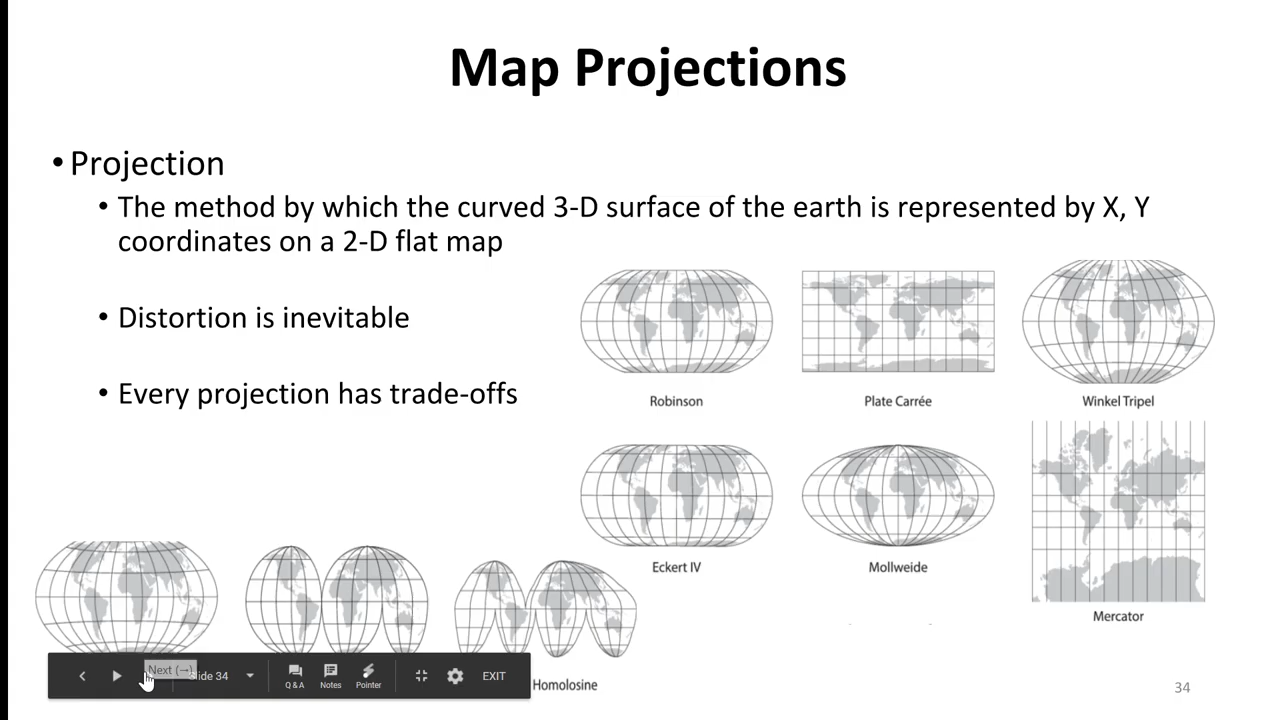 Map Projections
• Projection
• The method by which the curved 3-D surface of the earth is represented by X, Y
coordinates on a 2-D flat map
• Distortion is inevitable
• Every projection has trade-offs
Robinson
Plate Carrée
Winkel Tripel
Eckert IV
Mollweide
Mercator
Homolosine
Next (→)
Slide 34
Q & A
Notes
Pointer
EXIT
34